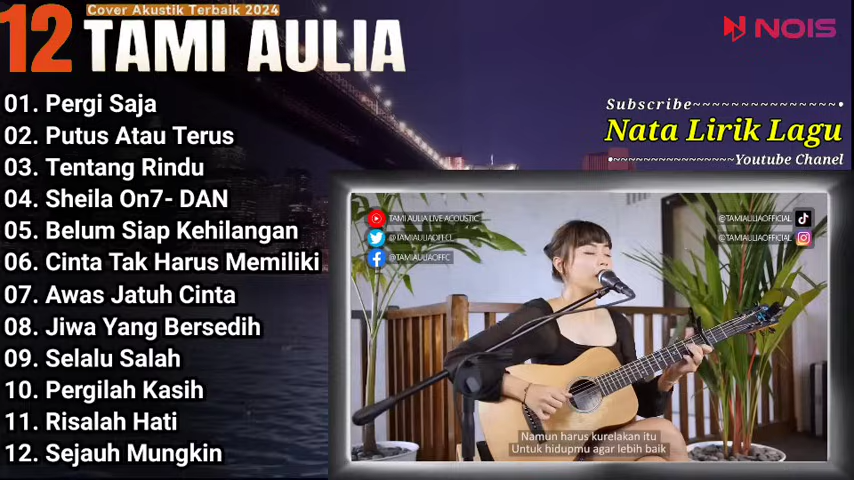 Cover Akustik Terbaik 2024
12 TAMI AULIA
NOIS
01. Pergi Saja
02. Putus Atau Terus
03. Tentang Rindu
04. Sheila On7- DAN
05. Belum Siap Kehilangan
06. Cinta Tak Harus Memiliki
07. Awas Jatuh Cinta
08. Jiwa Yang Bersedih
09. Selalu Salah
10. Pergilah Kasih
11. Risalah Hati
12. Sejauh Mungkin
Subscribe~~~~~~~~~~~~~~~•
Nata Lirik Lagu
•~~~~~~~~~~~~~~~~~Youtube Chanel
TAMI AULIA LIVE ACOUSTIC
@TAMIAULIAOFFCL
@TAMIAULIAOFFC
@TAMIAULIAOFFICIAL
@TAMIAULIAOFFICIAL
Namun harus kurelakan itu
Untuk hidupmu agar lebih baik